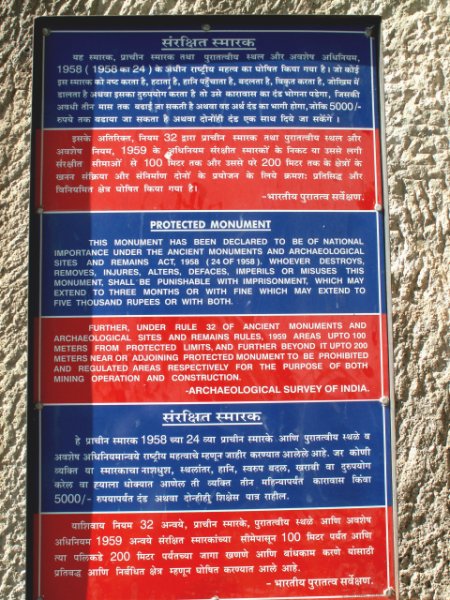 संरक्षित स्मारक
यह स्मारक, प्राचीन स्मारक तथा पुरातत्वीय स्थल और अवशेष अधिनियम,
1958 ( 1958 का 24 ) के अधीन राष्ट्रीय महत्व का घोषित किया गया है। जो कोई
इस स्मारक को नष्ट करता है, हटाता है, हानि पहुँचाता है, बदलता है, विकृत करता है, जोखिम में
डालता है अथवा इसका दुरुपयोग करता है तो उसे कारावास का दंड भोगना पडेगा, जिसकी
अवधी तीन मास तक बढाई जा सकती है अथवा वह अर्थ दंड का भागी होगा, जोकि 5000/-
रुपये तक बढाया जा सकता है अथवा दोनोंही दंड एक साथ दिये जा सकेंगे ।
इसके अतिरिक्त, नियम 32 द्वारा प्राचीन स्मारक तथा पुरातत्वीय स्थल और
अवशेष नियम, 1959 के अधिनियम संरक्षित स्मारकों के निकट या उससे लगी
संरक्षित सीमाओं से 100 मिटर तक और उससे परे 200 मिटर तक के क्षेत्रों के
खनन संक्रिया और संनिर्माण दोनों के प्रयोजन के लिये क्रमशः प्रतिसिद्ध और
विनियमित क्षेत्र घोषित किया गया है।
-भारतीय पुरातत्व सर्वेक्षण.
PROTECTED MONUMENT
THIS MONUMENT HAS BEEN DECLARED TO BE OF NATIONAL
IMPORTANCE UNDER THE ANCIENT MONUMENTS AND ARCHAEOLOGICAL
SITES AND REMAINS ACT, 1958 ( 24 OF 1958 ). WHOEVER DESTROYS,
REMOVES, INJURES, ALTERS, DEFACES, IMPERILS OR MISUSES THIS
MONUMENT, SHALL BE PUNISHABLE WITH IMPRISONMENT, WHICH MAY
EXTEND TO THREE MONTHS OR WITH FINE WHICH MAY EXTEND TO
FIVE THOUSAND RUPEES OR WITH BOTH.
FURTHER, UNDER RULE 32 OF ANCIENT MONUMENTS AND
ARCHAEOLOGICAL SITES AND REMAINS RULES, 1959 AREAS UPTO 100
METERS FROM PROTECTED LIMITS, AND FURTHER BEYOND IT UPTO 200
METERS NEAR OR ADJOINING PROTECTED MONUMENT TO BE PROHIBITED
AND REGULATED AREAS RESPECTIVELY FOR THE PURPOSE OF BOTH
MINING OPERATION AND CONSTRUCTION.
-ARCHAEOLOGICAL SURVEY OF INDIA.
संरक्षित स्मारक
हे प्राचीन स्मारक 1958 च्या 24 व्या प्राचीन स्मारके आणि पुरातत्वीय स्थळे व
अवशेष अधिनियमान्वये राष्ट्रीय महत्वाचे म्हणून जाहीर करण्यात आलेले आहे. जर कोणी
व्यक्ति या स्मारकाचा नाशधुश, स्थलांतर, हानि, स्वरुप बदल, खराबी वा दुरुपयोग
करेल वा ह्याला धोक्यात आणेल ती व्यक्ति तीन महिन्यापर्यंत कारावास किंवा
5000/- रुपयापर्यंत दंड अथवा दोन्हीही शिक्षेस पात्र राहील.
याशिवाय नियम 32 अन्वये, प्राचीन स्मारके, पुरातत्वीय स्थळे आणि अवशेष
अधिनियम 1959 अन्वये संरक्षित स्मारकांच्या सीमेपासून 100 मिटर पर्यंत आणि
त्या पलिकडे 200 मिटर पर्यंतच्या जागा खणणे आणि बांधकाम करणे यांसाठी
प्रतिबद्ध आणि निर्बधित क्षेत्र म्हणून घोषित करण्यात आले आहे.
- भारतीय पुरातत्व सर्वेक्षण.